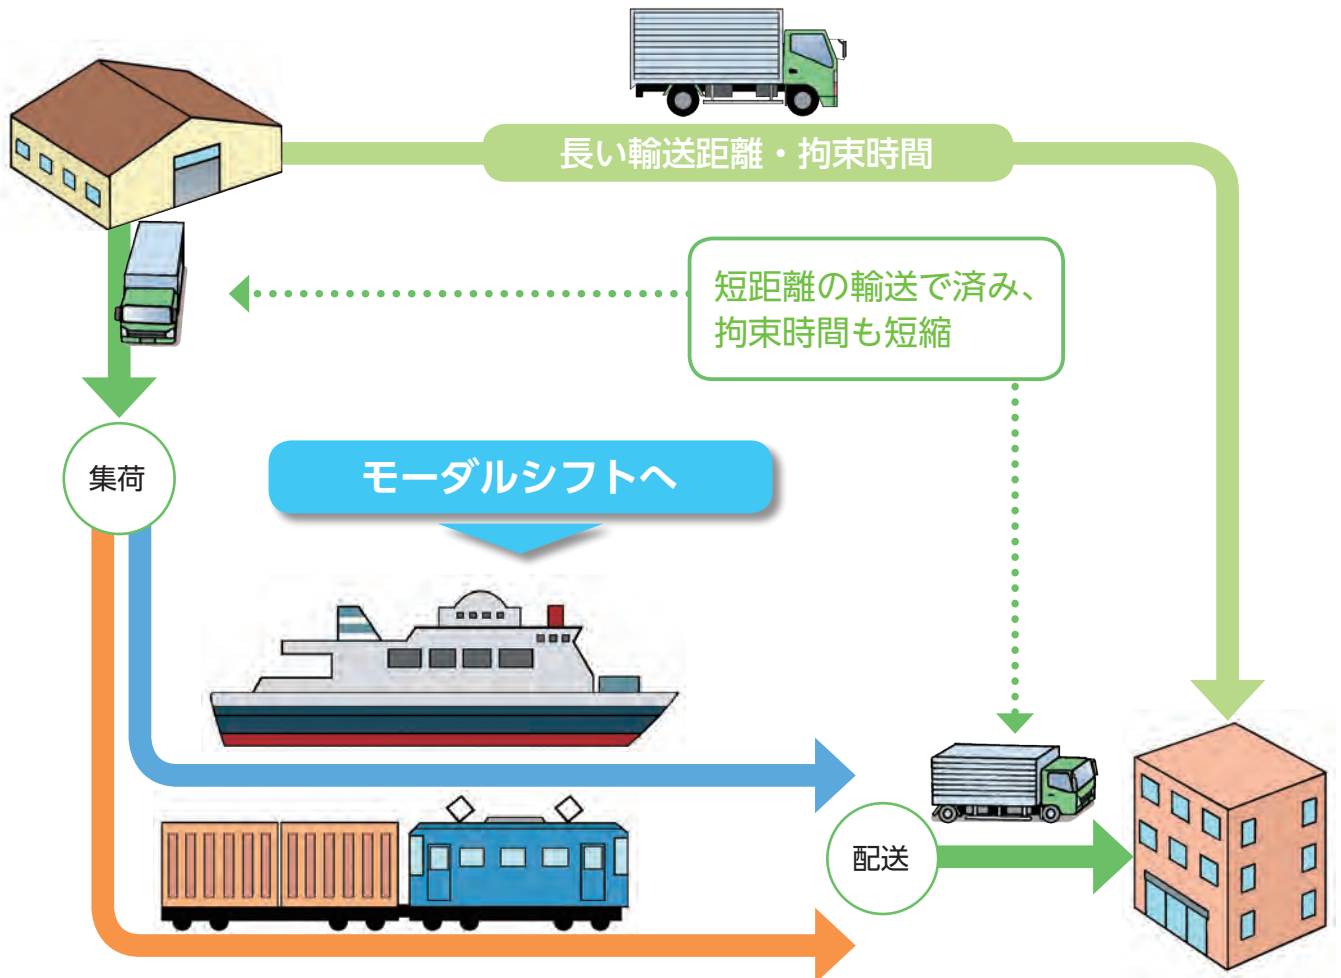 長い輸送距離・拘束時間
短距離の輸送で済み、
拘束時間も短縮
集荷
モーダルシフトへ
配送